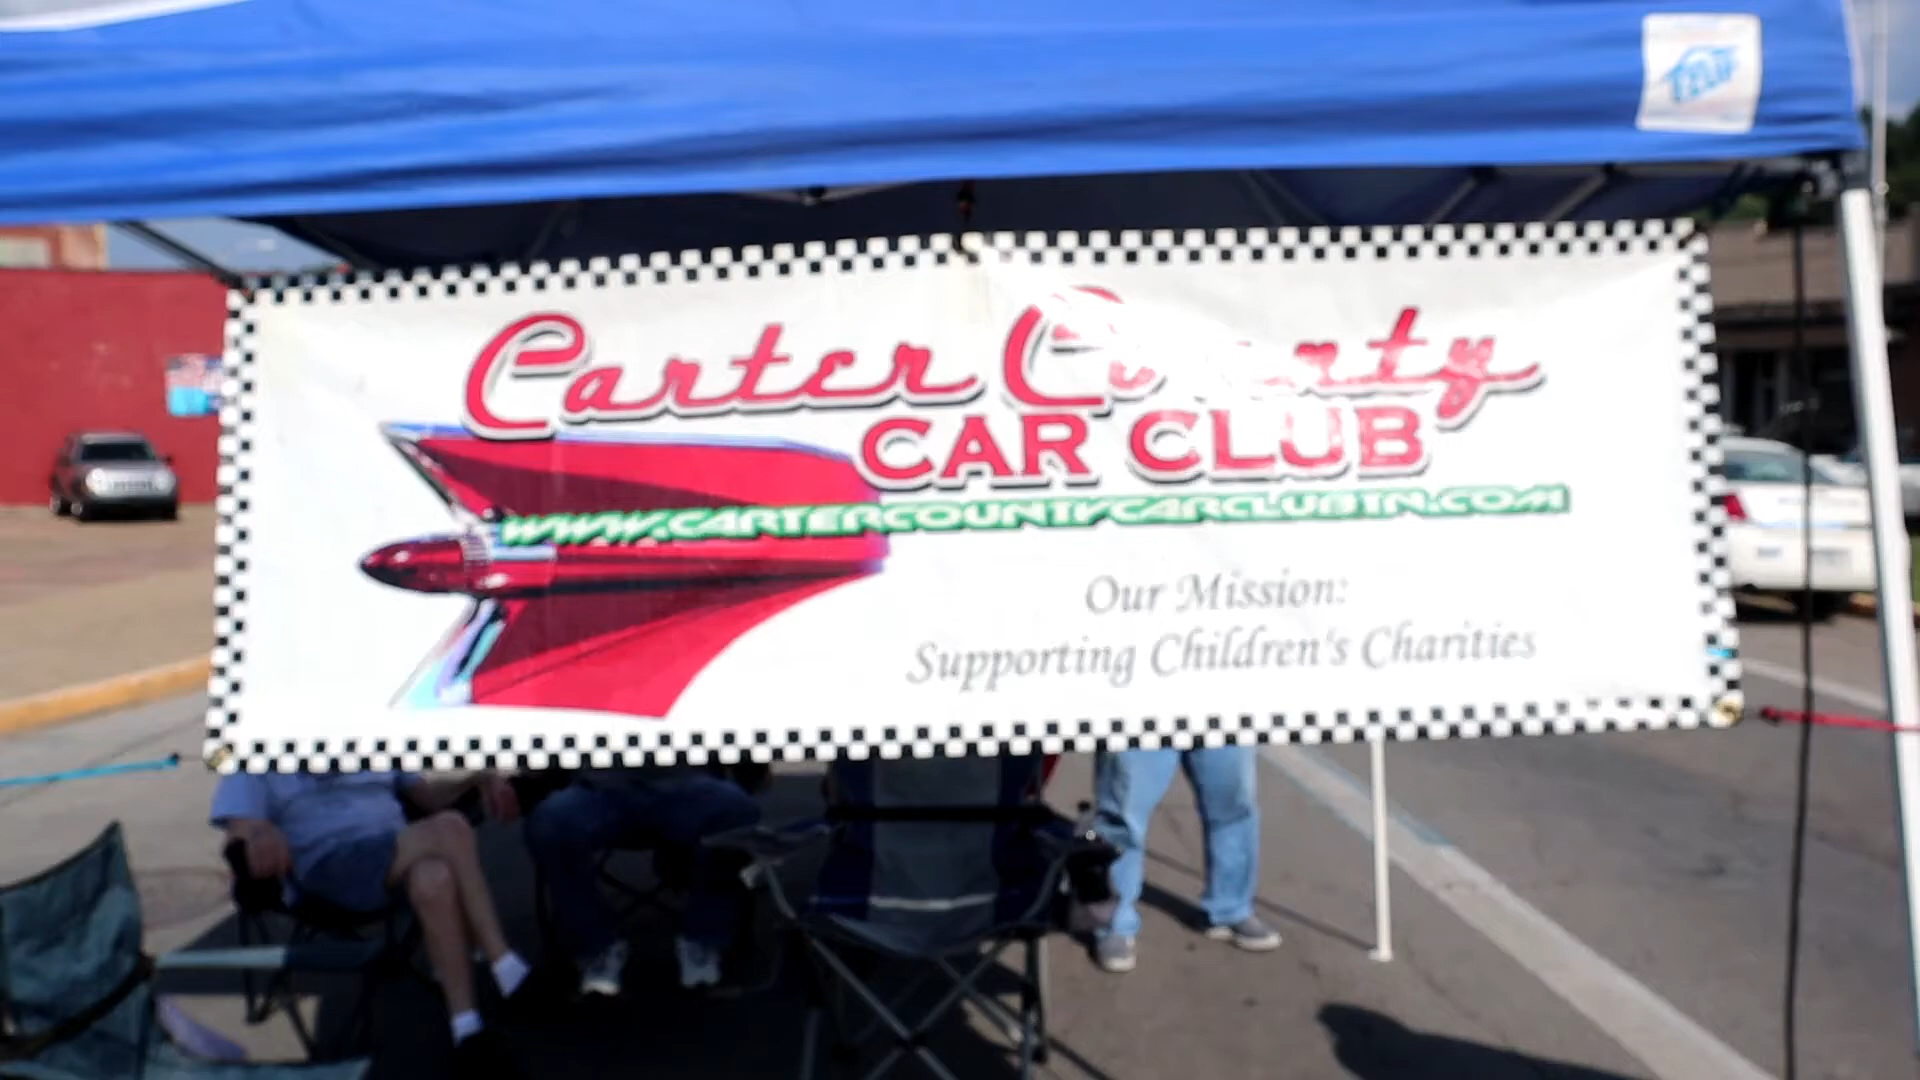 Carter County
CAR CLUB
WWW.CARTERCOUNTYCARCLUBTN.COM
Our Mission:
Supporting Children's Charities